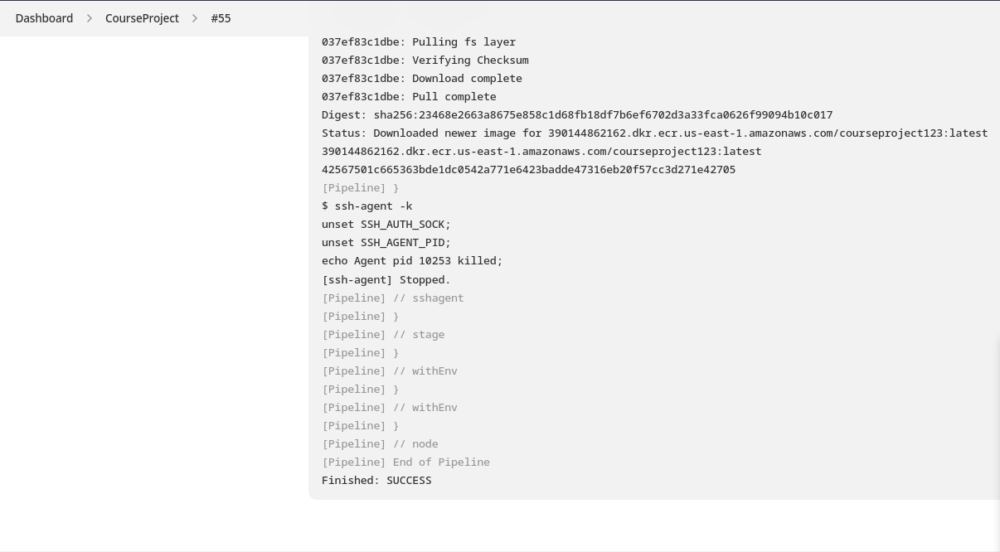 Dashboard > CourseProject > #55
037ef83c1dbe: Pulling fs layer
037ef83c1dbe: Verifying Checksum
037ef83c1dbe: Download complete
037ef83c1dbe: Pull complete
Digest: sha256:23468e2663a8675e858c1d68fb18df7b6ef6702d3a33fca0626f99094b10c017
Status: Downloaded newer image for 390144862162.dkr.ecr.us-east-1.amazonaws.com/courseproject123:latest
390144862162.dkr.ecr.us-east-1.amazonaws.com/courseproject123:latest
42567501c665363bde1dc0542a771e6423badde47316eb20f57cc3d271e42705
[Pipeline] }
$ ssh-agent -k
unset SSH_AUTH_SOCK;
unset SSH_AGENT_PID;
echo Agent pid 10253 killed;
[ssh-agent] Stopped.
[Pipeline] // sshagent
[Pipeline] }
[Pipeline] // stage
[Pipeline] }
[Pipeline] // withEnv
[Pipeline] }
[Pipeline] // withEnv
[Pipeline] }
[Pipeline] // node
[Pipeline] End of Pipeline
Finished: SUCCESS